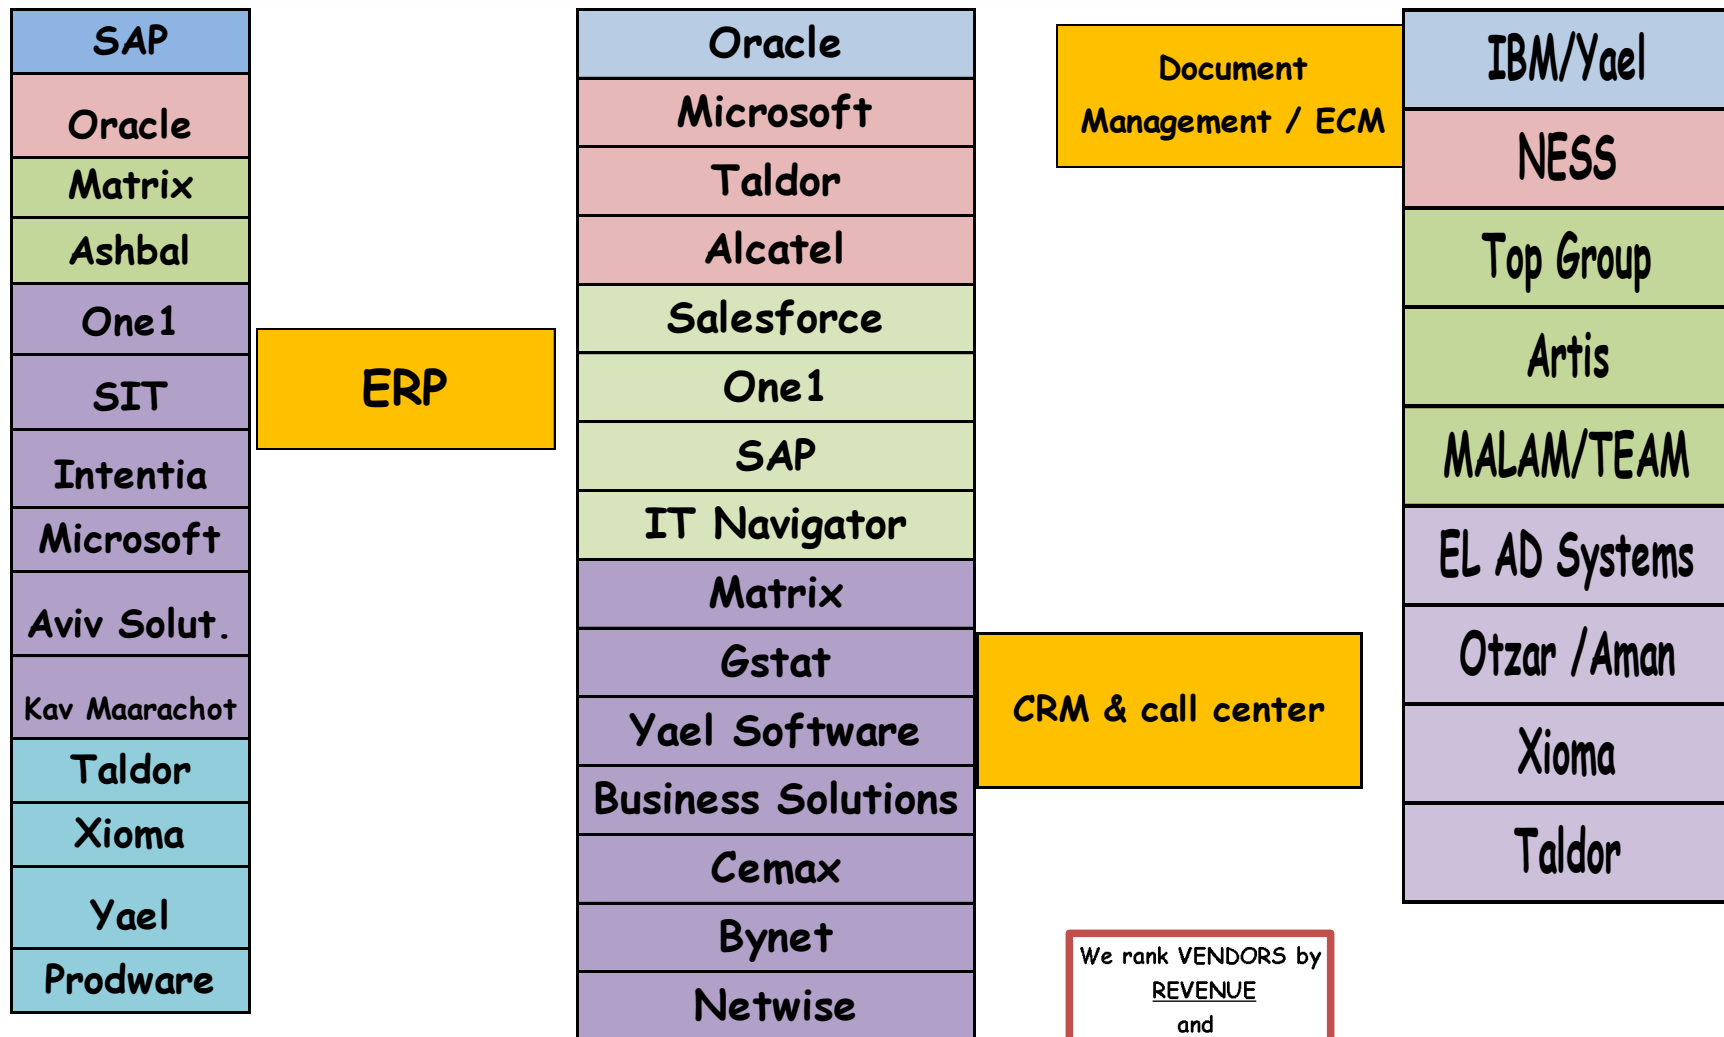 SAP
Oracle
Matrix
Ashbal
One1
SIT
Intentia
Microsoft
Aviv Solut.
Kav Maarachot
Taldor
Xioma
Yael
Prodware
ERP
Oracle
Microsoft
Taldor
Alcatel
Salesforce
One1
SAP
IT Navigator
Matrix
Gstat
Yael Software
Business Solutions
Cemax
Bynet
Netwise
CRM & call center
Document
Management / ECM
IBM/Yael
NESS
Top Group
Artis
MALAM/TEAM
EL AD Systems
Otzar /Aman
Xioma
Taldor
We rank VENDORS by
REVENUE
and